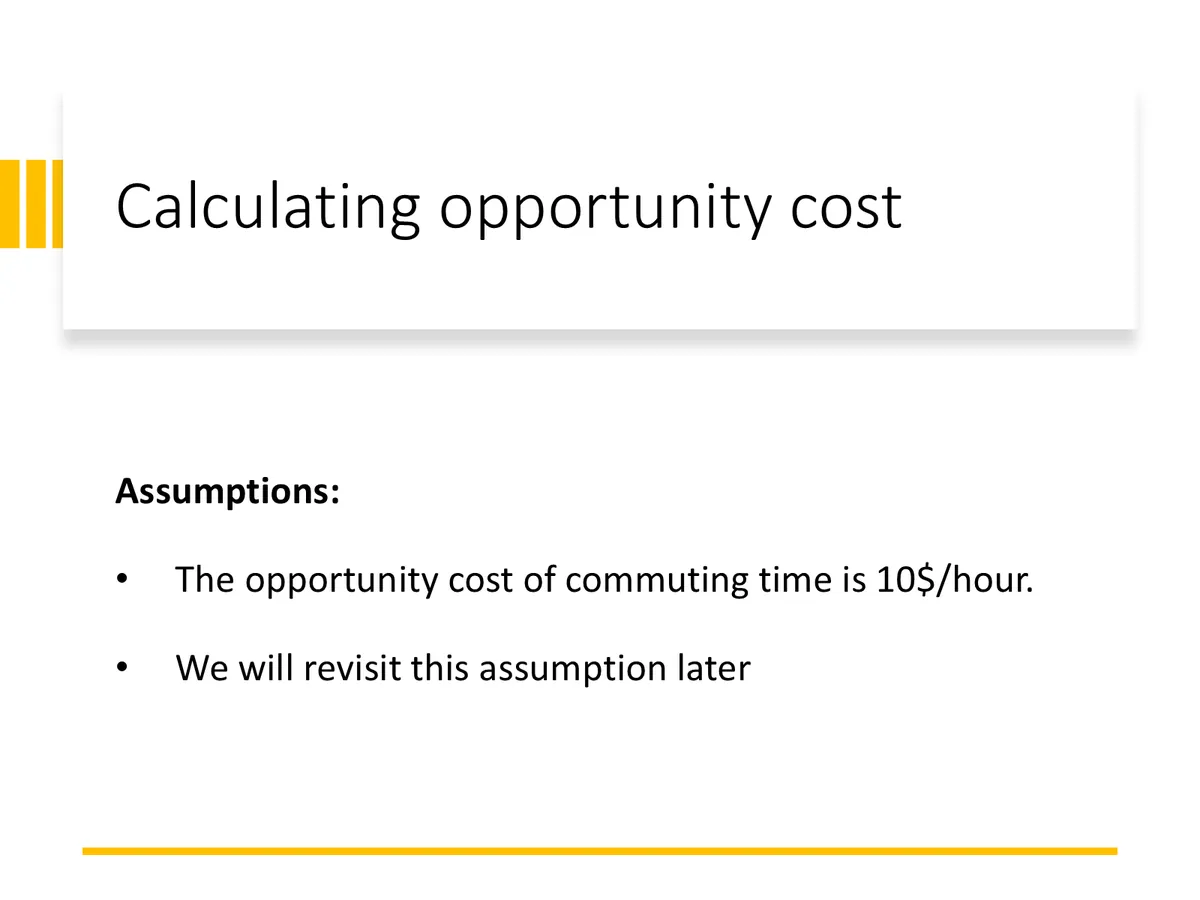 Calculating opportunity cost
Assumptions:
• The opportunity cost of commuting time is 10$/hour.
• We will revisit this assumption later